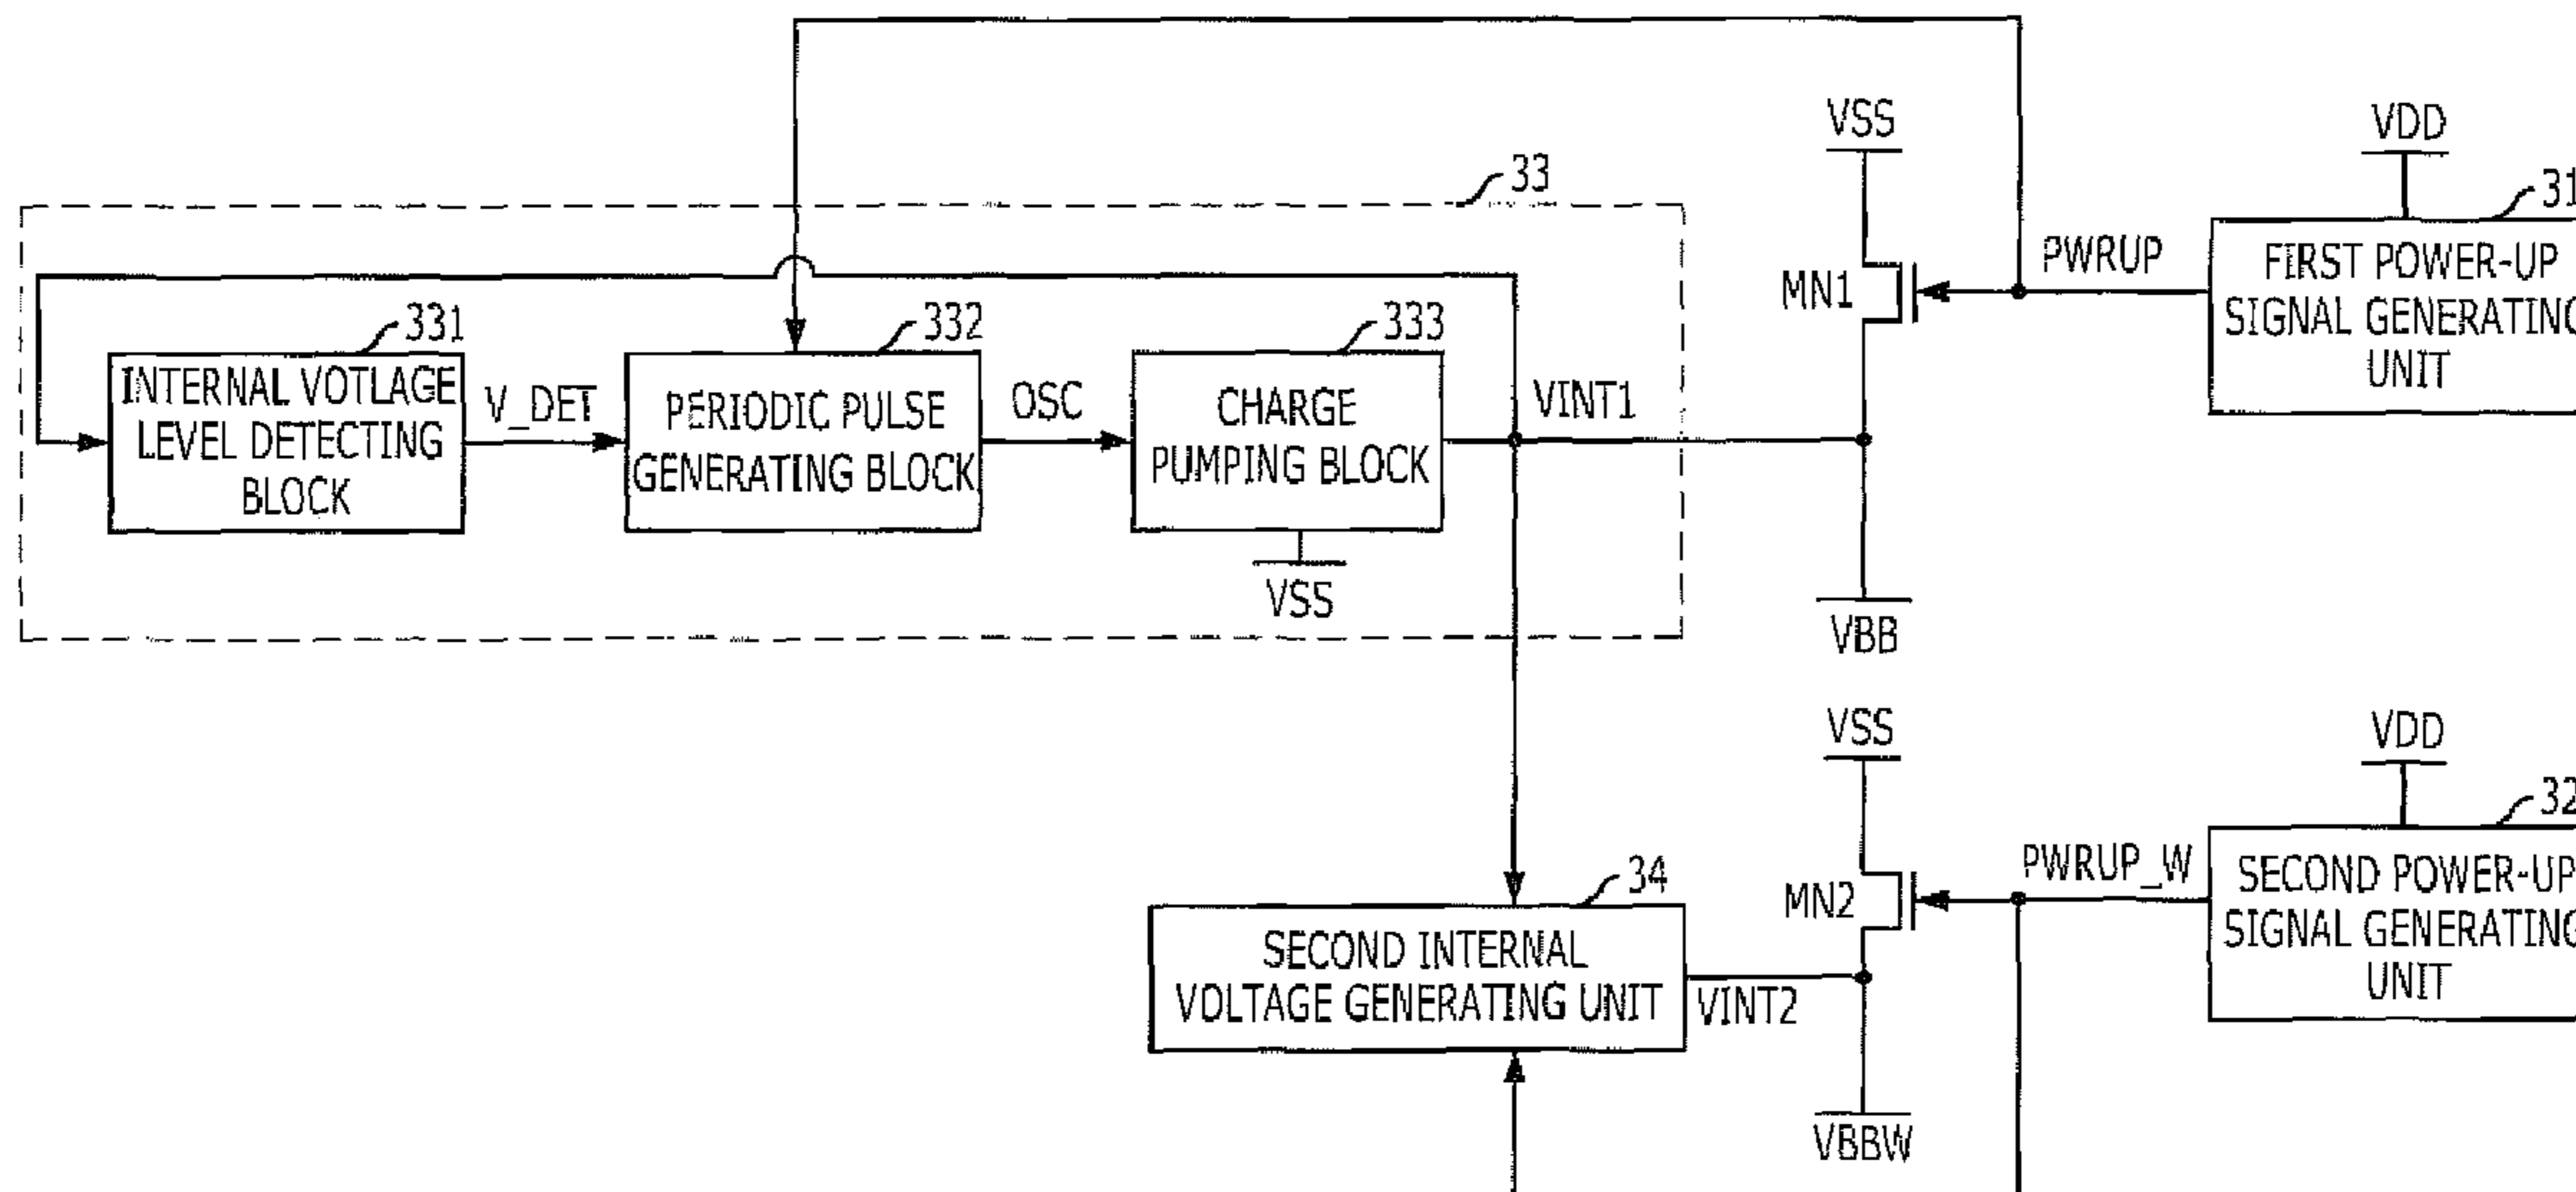 VSS
VDD
33
31
PWRUP
MN1
FIRST POWER-UP
SIGNAL GENERATING
UNIT
331
332
333
INTERNAL VOTLAGE
LEVEL DETECTING
BLOCK
V_DET
PERIODIC PULSE
GENERATING BLOCK
OSC
CHARGE
PUMPING BLOCK
VINT1
VSS
VBB
VSS
VDD
32
34
MN2
PWRUP_W
SECOND POWER-UP
SIGNAL GENERATING
UNIT
SECOND INTERNAL
VOLTAGE GENERATING UNIT
VINT2
VBBW